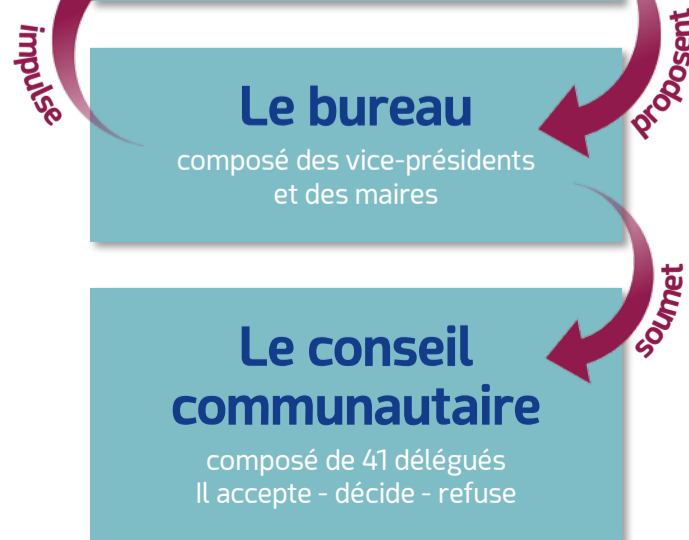 impulse
proposent
Le bureau
composé des vice-présidents
et des maires
soumet
Le conseil
communautaire
composé de 41 délégués
Il accepte - décide - refuse